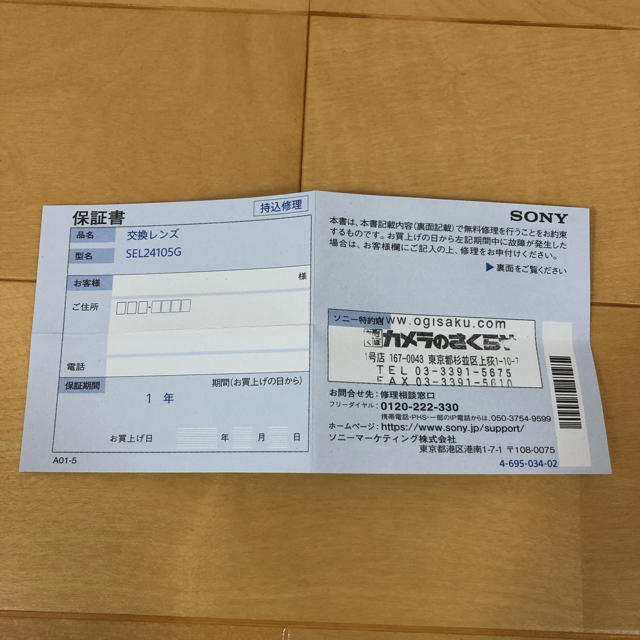 保証書
持込修理
品名 交換レンズ
型名 SEL24105G
お客様 様
ご住所
電話
保証期間 期間(お買上げの日から)
1 年
お買上げ日 年 月 日
A01-5
SONY
本書は、本書記載内容(裏面記載)で無料修理を行うことをお約束
するものです。お買上げの日から左記期間中に故障が発生した
場合は、お客様欄にご記入の上、修理をお申付けください。
▶裏面をご覧ください
ソニー特約店
www.ogisaku.com
カメラのさくらや
1号店 167-0043 東京都杉並区上荻1-10-7
TEL 03-3391-5675
FAX 03-3391-5610
お問合せ先:修理相談窓口
フリーダイヤル:0120-222-330
携帯電話・PHS・一部のIP電話からは、050-3754-9599
ホームページ:https://www.sony.jp/support/
ソニーマーケティング株式会社
東京都港区港南1-7-1 〒108-0075
4-695-034-02